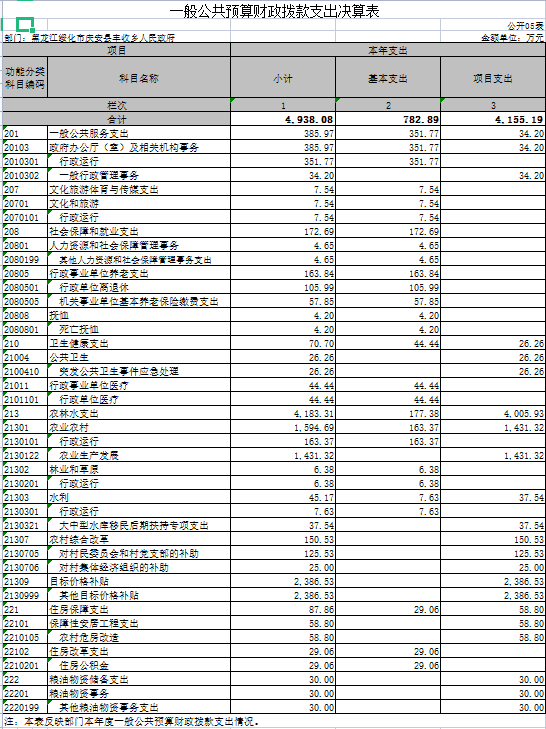 一般公共预算财政拨款支出决算表
公开05表
部门：黑龙江绥化市庆安县丰收乡人民政府 金额单位：万元
项目 本年支出
功能分类科目编码 科目名称 小计 基本支出 项目支出
栏次 1 2 3
合计 4,938.08 782.89 4,155.19
201 一般公共服务支出 385.97 351.77 34.20
20103 政府办公厅（室）及相关机构事务 385.97 351.77 34.20
2010301 行政运行 351.77 351.77
2010302 一般行政管理事务 34.20 34.20
207 文化旅游体育与传媒支出 7.54 7.54
20701 文化和旅游 7.54 7.54
2070101 行政运行 7.54 7.54
208 社会保障和就业支出 172.69 172.69
20801 人力资源和社会保障管理事务 4.65 4.65
2080199 其他人力资源和社会保障管理事务支出 4.65 4.65
20805 行政事业单位养老支出 163.84 163.84
2080501 行政单位离退休 105.99 105.99
2080505 机关事业单位基本养老保险缴费支出 57.85 57.85
20808 抚恤 4.20 4.20
2080801 死亡抚恤 4.20 4.20
210 卫生健康支出 70.70 44.44 26.26
21004 公共卫生 26.26 26.26
2100410 突发公共卫生事件应急处理 26.26 26.26
21011 行政事业单位医疗 44.44 44.44
2101101 行政单位医疗 44.44 44.44
213 农林水支出 4,183.31 177.38 4,005.93
21301 农业农村 1,594.69 163.37 1,431.32
2130101 行政运行 163.37 163.37
2130122 农业生产发展 1,431.32 1,431.32
21302 林业和草原 6.38 6.38
2130201 行政运行 6.38 6.38
21303 水利 45.17 7.63 37.54
2130301 行政运行 7.63 7.63
2130321 大中型水库移民后期扶持专项支出 37.54 37.54
21307 农村综合改革 150.53 150.53
2130705 对村民委员会和村党支部的补助 125.53 125.53
2130706 对村集体经济组织的补助 25.00 25.00
21309 目标价格补贴 2,386.53 2,386.53
2130999 其他目标价格补贴 2,386.53 2,386.53
221 住房保障支出 87.86 29.06 58.80
22101 保障性安居工程支出 58.80 58.80
2210105 农村危房改造 58.80 58.80
22102 住房改革支出 29.06 29.06
2210201 住房公积金 29.06 29.06
222 粮油物资储备支出 30.00 30.00
22201 粮油物资事务 30.00 30.00
2220199 其他粮油物资事务支出 30.00 30.00
注：本表反映部门本年度一般公共预算财政拨款支出情况。